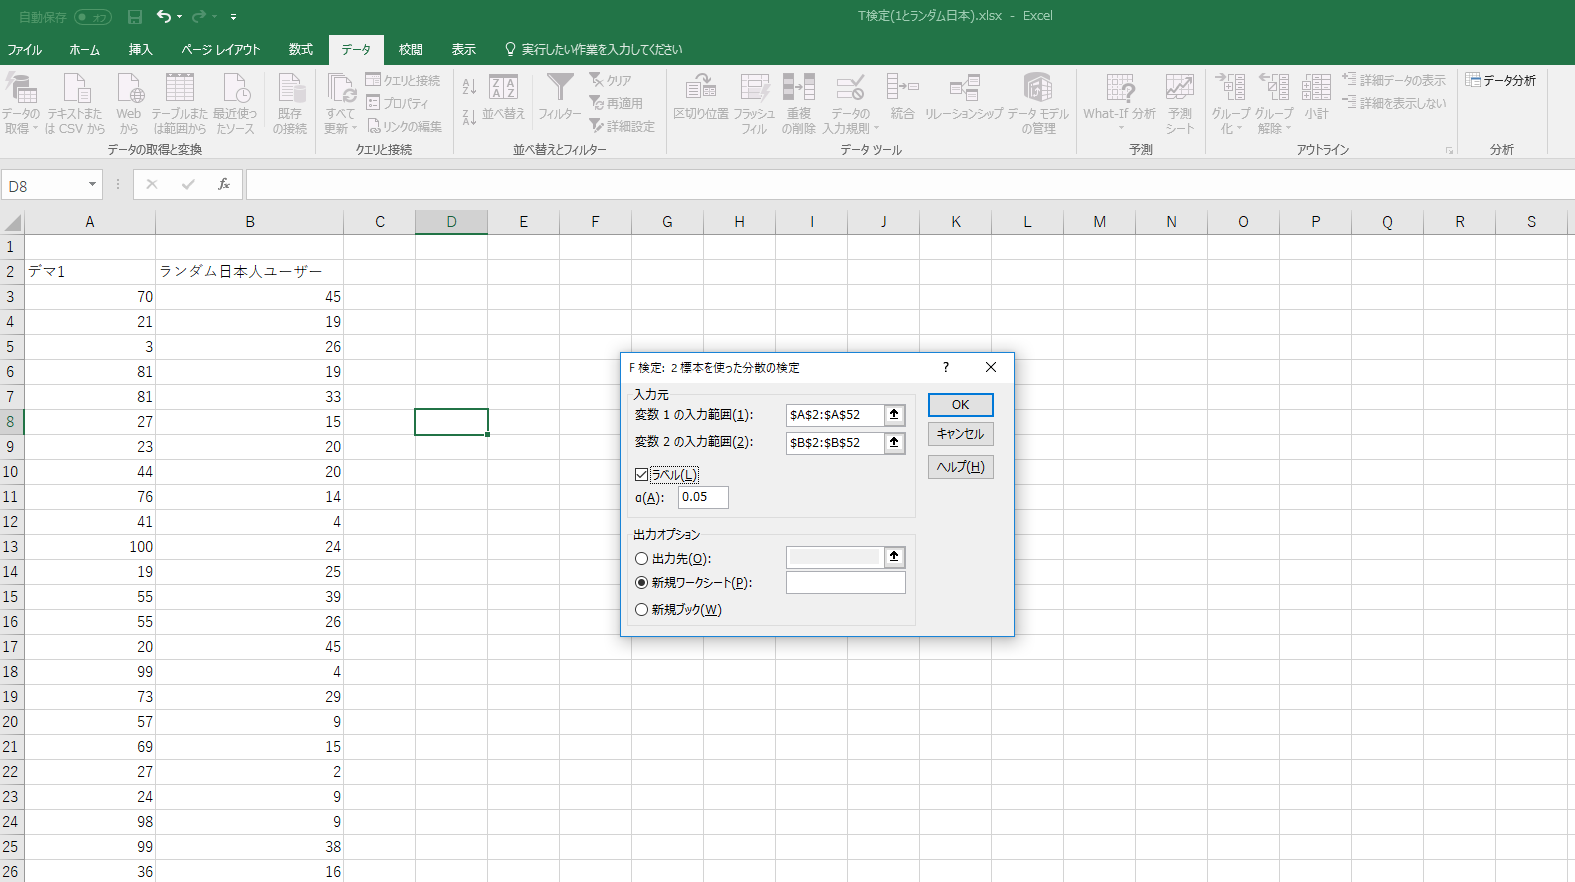 自動保存 オフ T検定(1とランダム日本).xlsx - Excel
ファイル ホーム 挿入 ページ レイアウト 数式 データ 校閲 表示 実行したい作業を入力してください
データの取得 テキストまたは CSV から Web から テーブルまたは範囲から 最近使ったソース 既存の接続 すべて更新 クエリと接続 プロパティ リンクの編集 並べ替え フィルター クリア 再適用 詳細設定 区切り位置 フラッシュ フィル 重複の削除 データの入力規則 統合 リレーションシップ データ モデルの管理 What-If 分析 予測シート グループ化 グループ解除 小計 詳細データの表示 詳細を表示しない データ分析
データの取得と変換 クエリと接続 並べ替えとフィルター データ ツール 予測 アウトライン 分析
D8 fx
A B C D E F G H I J K L M N O P Q R S
1
2 デマ1 ランダム日本人ユーザー
3 70 45
4 21 19
5 3 26
6 81 19
7 81 33
8 27 15
9 23 20
10 44 20
11 76 14
12 41 4
13 100 24
14 19 25
15 55 39
16 55 26
17 20 45
18 99 4
19 73 29
20 57 9
21 69 15
22 27 2
23 24 9
24 98 9
25 99 38
26 36 16
F 検定: 2 標本を使った分散の検定 ?
入力元
変数 1 の入力範囲(1): $A$2:$A$52
変数 2 の入力範囲(2): $B$2:$B$52
ラベル(L)
α(A): 0.05
出力オプション
出力先(O):
新規ワークシート(P):
新規ブック(W)
OK
キャンセル
ヘルプ(H)